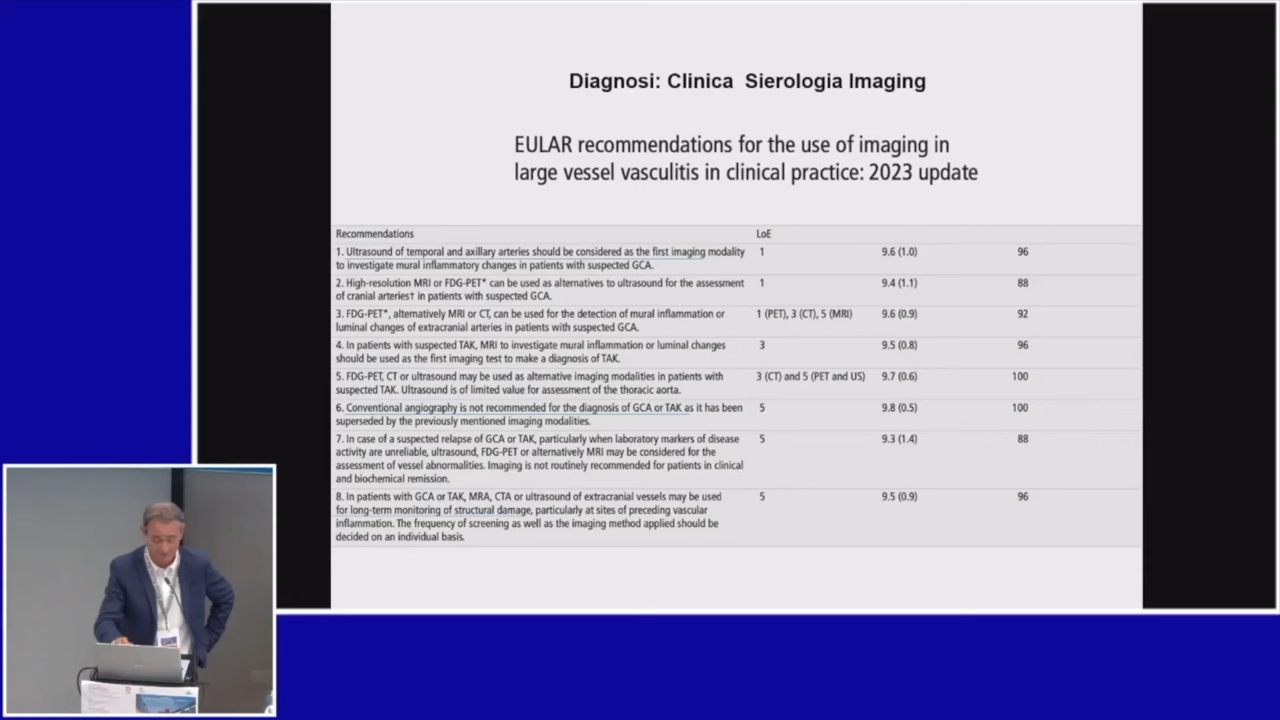 Diagnosi: Clinica Sierologia Imaging
EULAR recommendations for the use of imaging in
large vessel vasculitis in clinical practice: 2023 update
Recommendations LoE
1. Ultrasound of temporal and axillary arteries should be considered as the first imaging modality 1 9.6 (1.0) 96
to investigate mural inflammatory changes in patients with suspected GCA.
2. High-resolution MRI or FDG-PET* can be used as alternatives to ultrasound for the assessment 1 9.4 (1.1) 88
of cranial arteries† in patients with suspected GCA.
3. FDG-PET*, alternatively MRI or CT, can be used for the detection of mural inflammation or 1 (PET), 3 (CT), 5 (MRI) 9.6 (0.9) 92
luminal changes of extracranial arteries in patients with suspected GCA.
4. In patients with suspected TAK, MRI to investigate mural inflammation or luminal changes 3 9.5 (0.8) 96
should be used as the first imaging test to make a diagnosis of TAK.
5. FDG-PET, CT or ultrasound may be used as alternative imaging modalities in patients with 3 (CT) and 5 (PET and US) 9.7 (0.6) 100
suspected TAK. Ultrasound is of limited value for assessment of the thoracic aorta.
6. Conventional angiography is not recommended for the diagnosis of GCA or TAK as it has been 5 9.8 (0.5) 100
superseded by the previously mentioned imaging modalities.
7. In case of a suspected relapse of GCA or TAK, particularly when laboratory markers of disease 5 9.3 (1.4) 88
activity are unreliable, ultrasound, FDG-PET or alternatively MRI may be considered for the
assessment of vessel abnormalities. Imaging is not routinely recommended for patients in clinical
and biochemical remission.
8. In patients with GCA or TAK, MRA, CTA or ultrasound of extracranial vessels may be used 5 9.5 (0.9) 96
for long-term monitoring of structural damage, particularly at sites of preceding vascular
inflammation. The frequency of screening as well as the imaging method applied should be
decided on an individual basis.